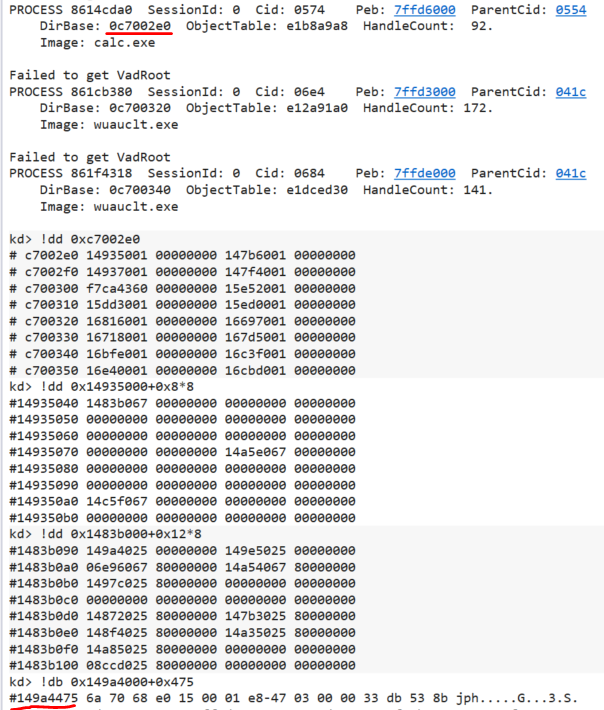 PROCESS 8614cda0  SessionId: 0  Cid: 0574    Peb: 7ffd6000  ParentCid: 0554
    DirBase: 0c7002e0  ObjectTable: e1b8a9a8  HandleCount:  92.
    Image: calc.exe

Failed to get VadRoot
PROCESS 861cb380  SessionId: 0  Cid: 06e4    Peb: 7ffd3000  ParentCid: 041c
    DirBase: 0c700320  ObjectTable: e12a91a0  HandleCount: 172.
    Image: wuauclt.exe

Failed to get VadRoot
PROCESS 861f4318  SessionId: 0  Cid: 0684    Peb: 7ffde000  ParentCid: 041c
    DirBase: 0c700340  ObjectTable: e1dced30  HandleCount: 141.
    Image: wuauclt.exe

kd> !dd 0xc7002e0
# c7002e0 14935001 00000000 147b6001 00000000
# c7002f0 14937001 00000000 147f4001 00000000
# c700300 f7ca4360 00000000 15e52001 00000000
# c700310 15dd3001 00000000 15ed0001 00000000
# c700320 16816001 00000000 16697001 00000000
# c700330 16718001 00000000 167d5001 00000000
# c700340 16bfe001 00000000 16c3f001 00000000
# c700350 16e40001 00000000 16cbd001 00000000
kd> !dd 0x14935000+0x8*8
#14935040 1483b067 00000000 00000000 00000000
#14935050 00000000 00000000 00000000 00000000
#14935060 00000000 00000000 00000000 00000000
#14935070 00000000 00000000 14a5e067 00000000
#14935080 00000000 00000000 00000000 00000000
#14935090 00000000 00000000 00000000 00000000
#149350a0 14c5f067 00000000 00000000 00000000
#149350b0 00000000 00000000 00000000 00000000
kd> !dd 0x1483b000+0x12*8
#1483b090 149a4025 00000000 149e5025 00000000
#1483b0a0 06e96067 80000000 14a54067 80000000
#1483b0b0 1497c025 80000000 00000000 00000000
#1483b0c0 00000000 00000000 00000000 00000000
#1483b0d0 14872025 80000000 147b3025 80000000
#1483b0e0 148f4025 80000000 14a35025 80000000
#1483b0f0 14a85025 80000000 00000000 00000000
#1483b100 08ccd025 80000000 00000000 00000000
kd> !db 0x149a4000+0x475
#149a4475 6a 70 68 e0 15 00 01 e8-47 03 00 00 33 db 53 8b jph.....G...3.S.